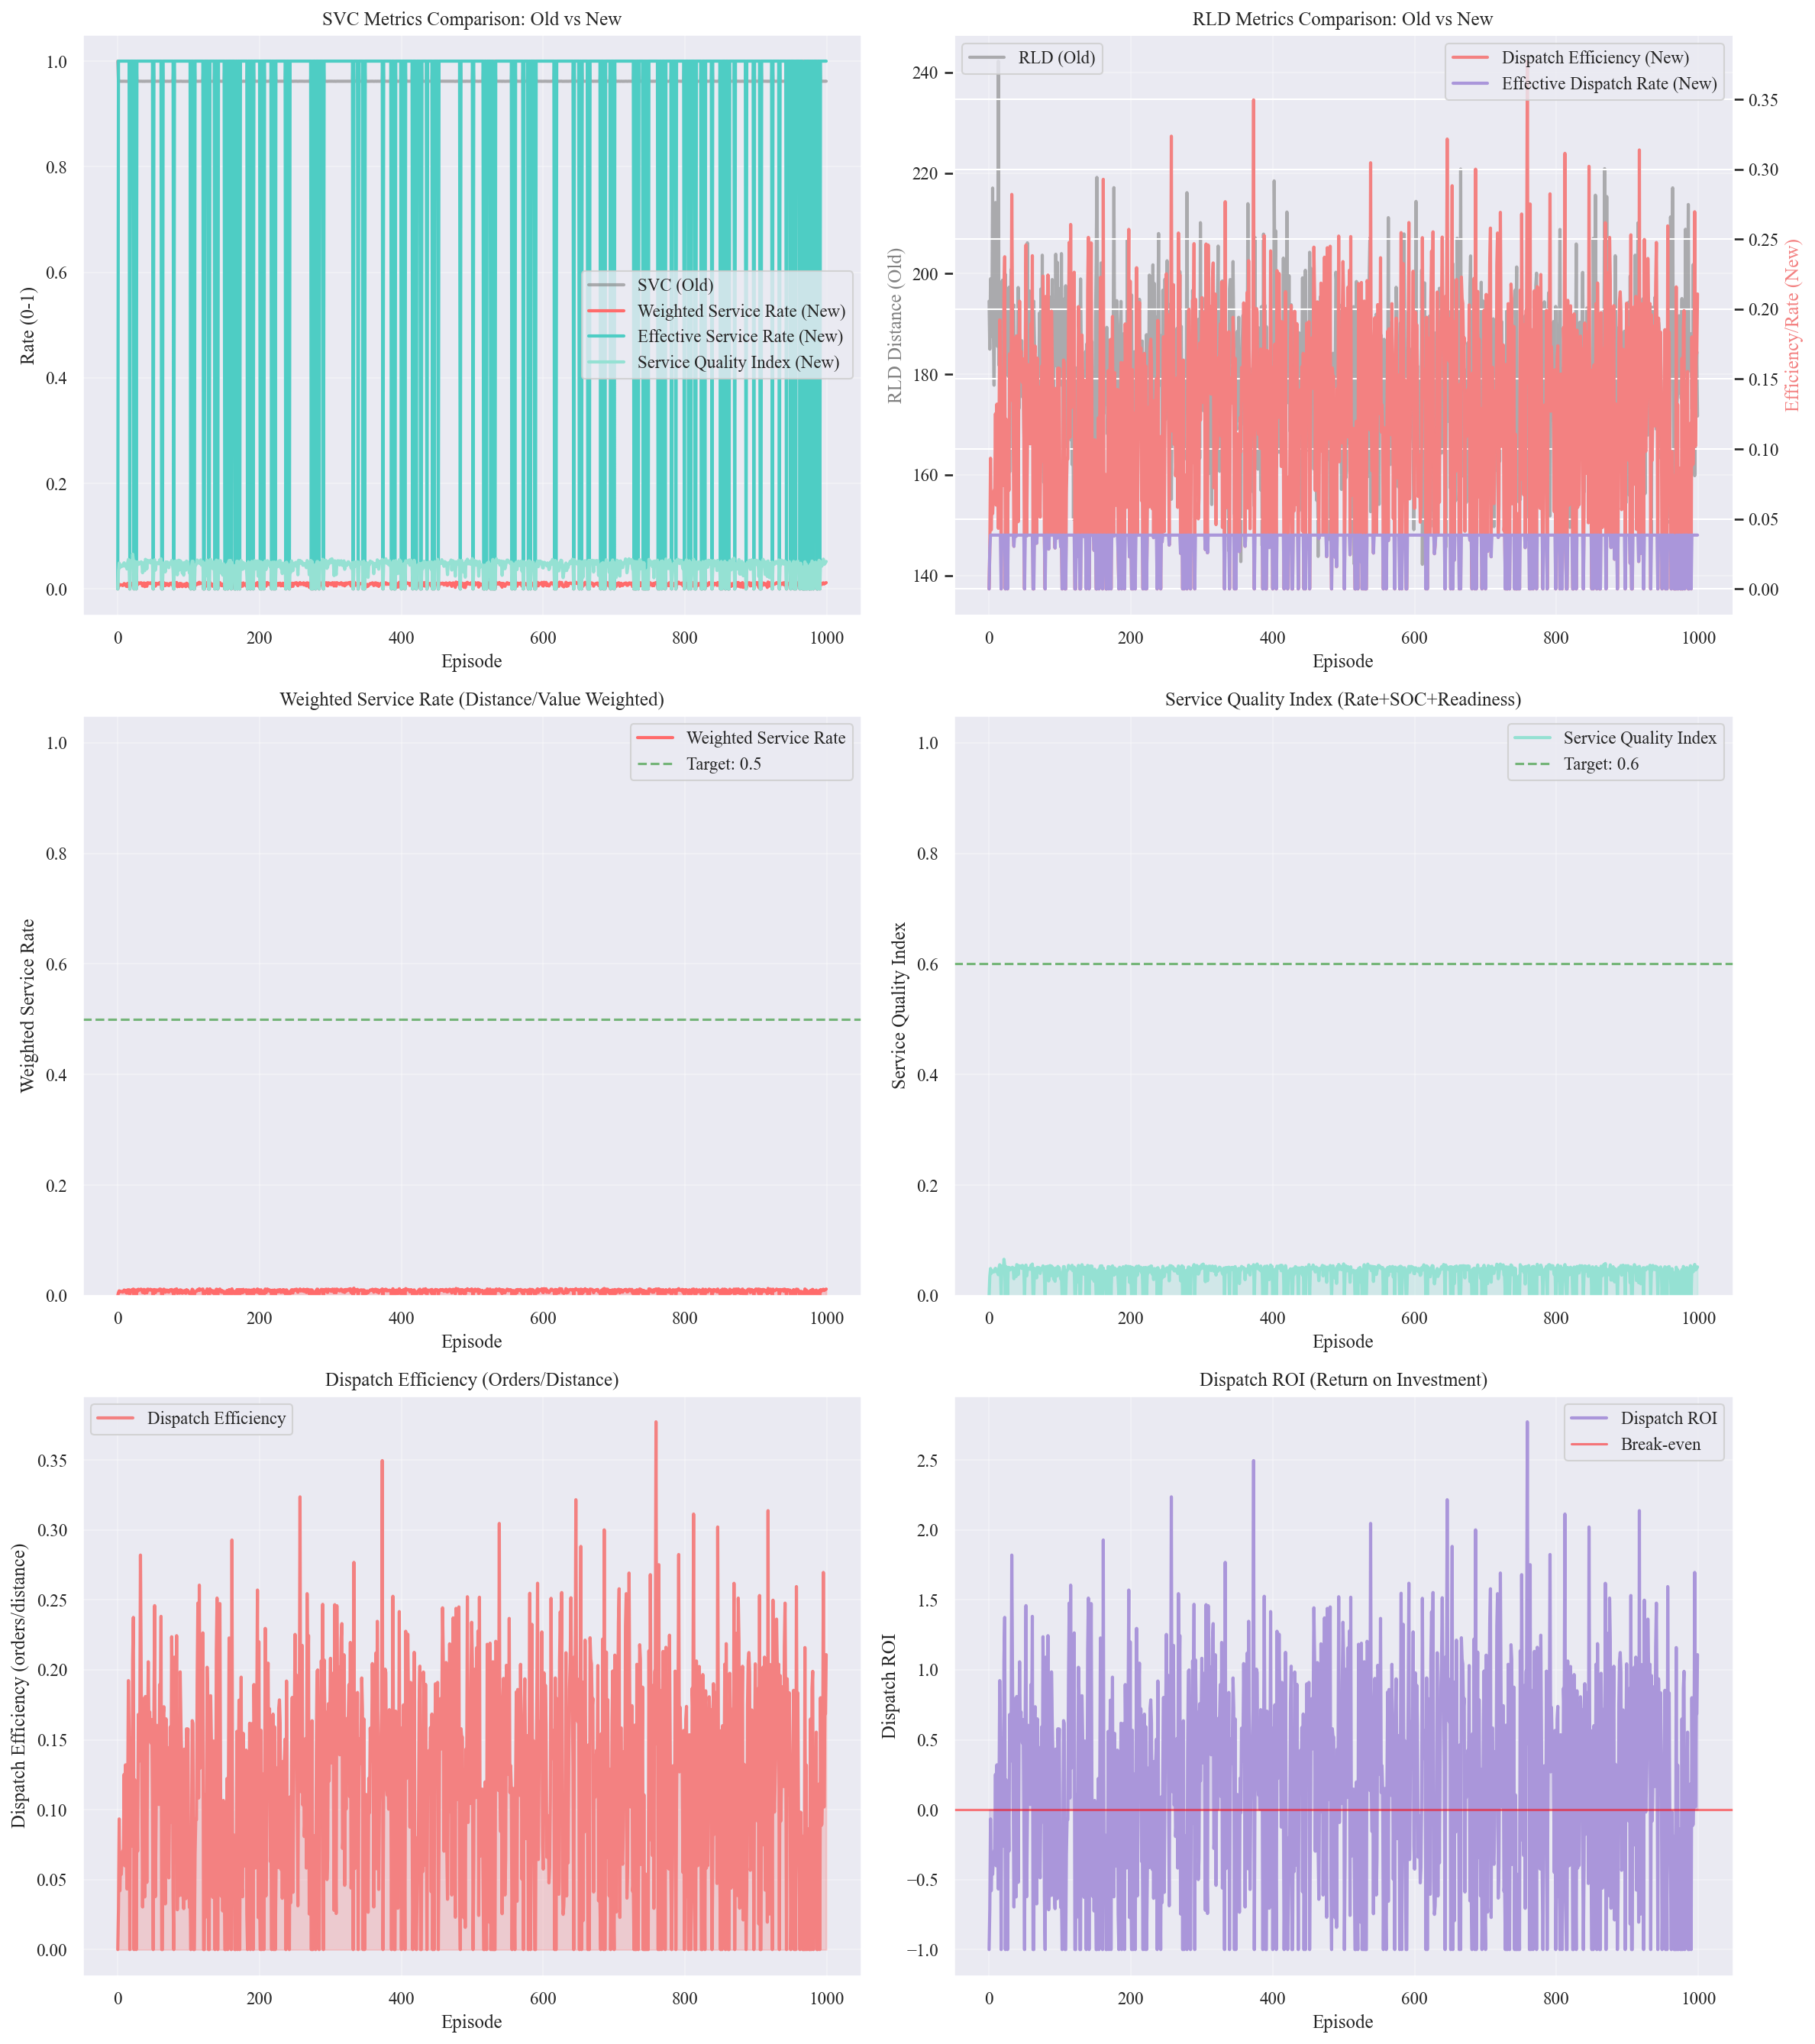 SVC Metrics Comparison: Old vs New
1.0
0.8
0.6
0.4
0.2
0.0
Rate (0-1)
SVC (Old)
Weighted Service Rate (New)
Effective Service Rate (New)
Service Quality Index (New)
0 200 400 600 800 1000
Episode
RLD Metrics Comparison: Old vs New
RLD (Old)
Dispatch Efficiency (New)
Effective Dispatch Rate (New)
240
220
200
180
160
140
RLD Distance (Old)
0.35
0.30
0.25
0.20
0.15
0.10
0.05
0.00
Efficiency/Rate (New)
0 200 400 600 800 1000
Episode
Weighted Service Rate (Distance/Value Weighted)
Weighted Service Rate
Target: 0.5
1.0
0.8
0.6
0.4
0.2
0.0
Weighted Service Rate
0 200 400 600 800 1000
Episode
Service Quality Index (Rate+SOC+Readiness)
Service Quality Index
Target: 0.6
1.0
0.8
0.6
0.4
0.2
0.0
Service Quality Index
0 200 400 600 800 1000
Episode
Dispatch Efficiency (Orders/Distance)
Dispatch Efficiency
0.35
0.30
0.25
0.20
0.15
0.10
0.05
0.00
Dispatch Efficiency (orders/distance)
0 200 400 600 800 1000
Episode
Dispatch ROI (Return on Investment)
Dispatch ROI
Break-even
2.5
2.0
1.5
1.0
0.5
0.0
−0.5
−1.0
Dispatch ROI
0 200 400 600 800 1000
Episode